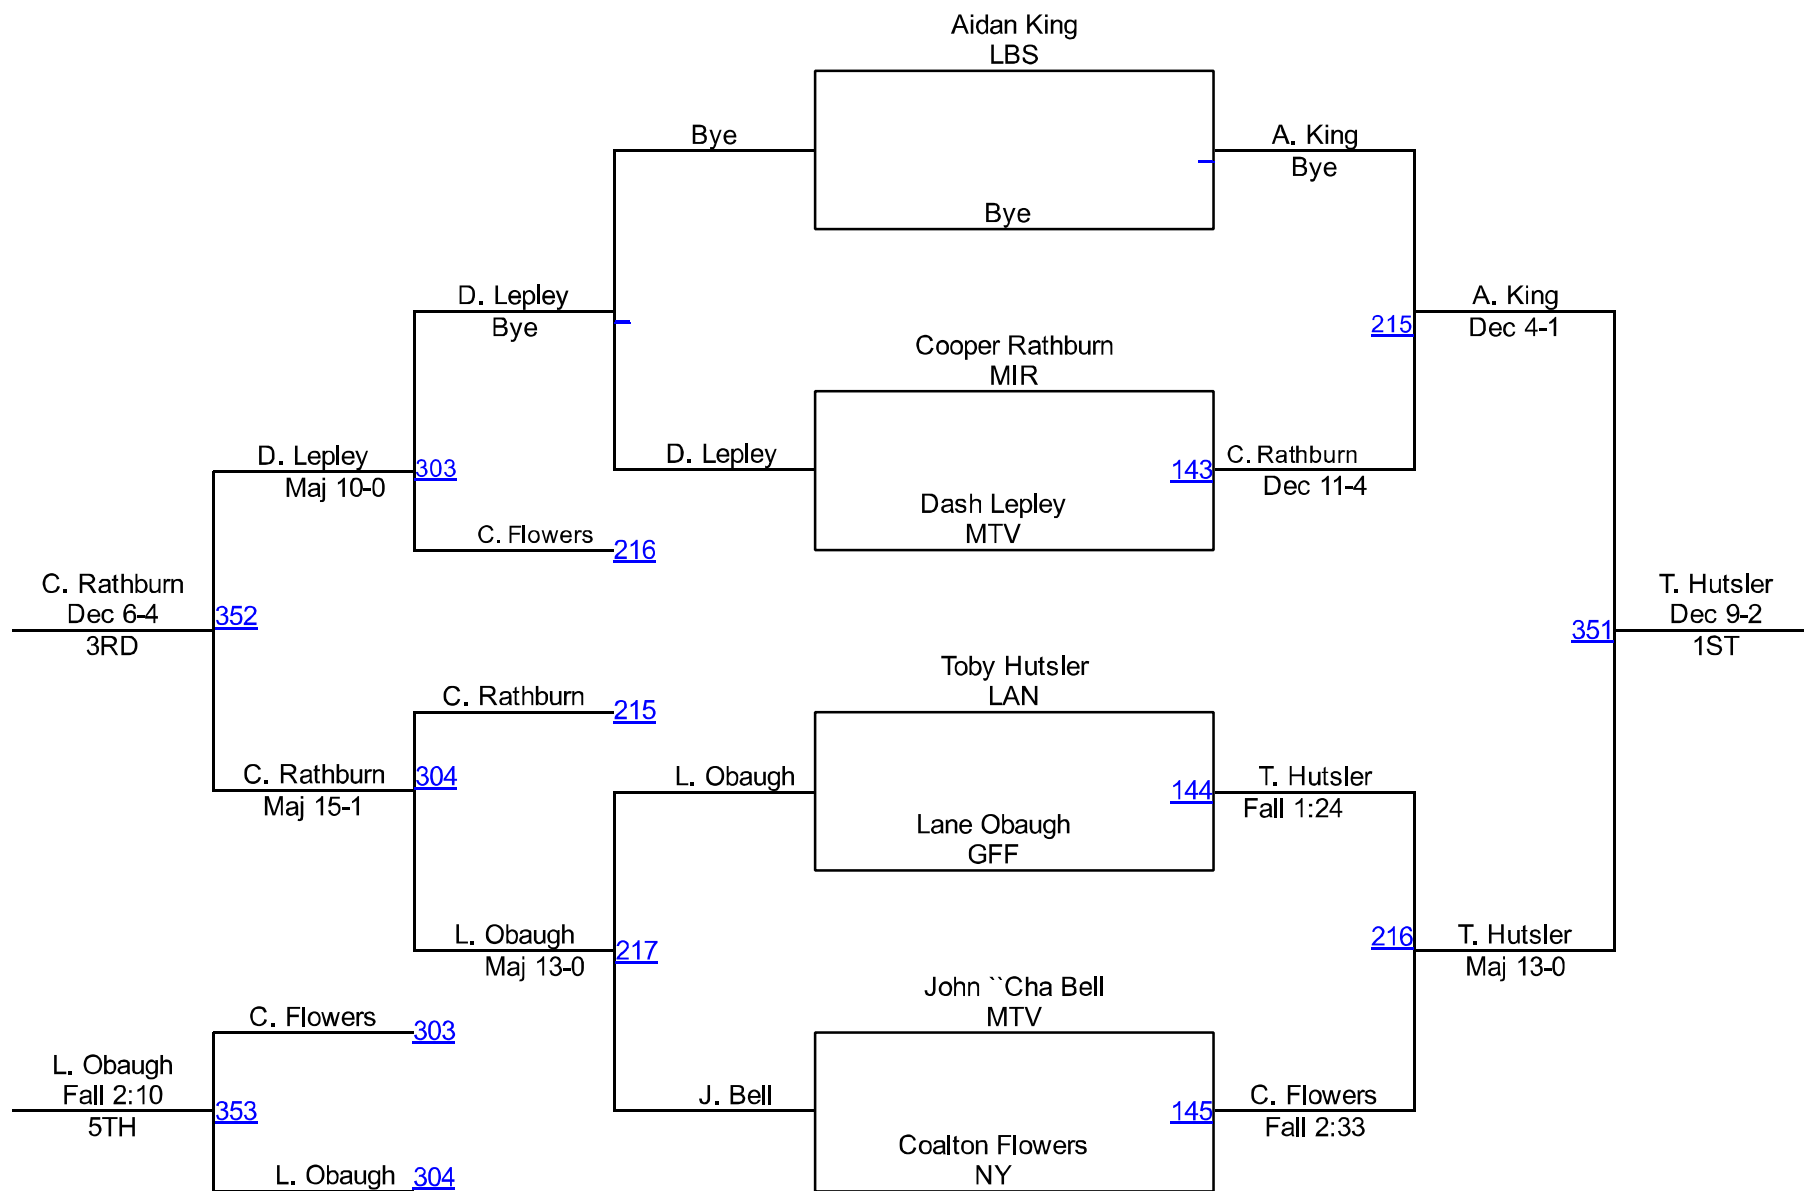 Aidan King
LBS
Bye
A. King
Bye
Bye
D. Lepley
Bye
A. King
Dec 4-1
215
Cooper Rathburn
MIR
D. Lepley
Maj 10-0
303
D. Lepley
143
C. Rathburn
Dec 11-4
Dash Lepley
MTV
C. Flowers
216
C. Rathburn
Dec 6-4
3RD
352
T. Hutsler
Dec 9-2
1ST
351
Toby Hutsler
LAN
C. Rathburn
215
C. Rathburn
Maj 15-1
304
L. Obaugh
144
T. Hutsler
Fall 1:24
Lane Obaugh
GFF
L. Obaugh
Maj 13-0
217
216
T. Hutsler
Maj 13-0
John ``Cha Bell
MTV
C. Flowers
303
L. Obaugh
Fall 2:10
5TH
353
J. Bell
145
C. Flowers
Fall 2:33
Coalton Flowers
NY
L. Obaugh
304